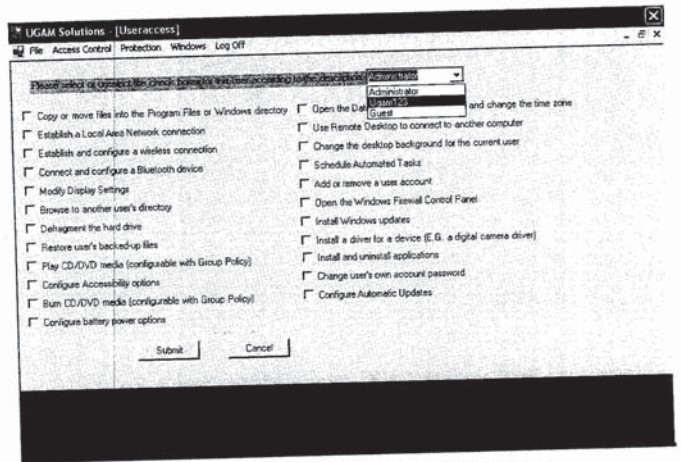 UGAM Solutions - [Useraccess]
File Access Control Protection Windows Log Off
Please select or unselect the check boxes for this user according to the description Administrator
Administrator
Ugam123
Guest
Copy or move files into the Program Files or Windows directory
Establish a Local Area Network connection
Establish and configure a wireless connection
Connect and configure a Bluetooth device
Modify Display Settings
Browse to another user's directory
Defragment the hard drive
Restore user's backed-up files
Play CD/DVD media (configurable with Group Policy)
Configure Accessibility options
Burn CD/DVD media (configurable with Group Policy)
Configure battery power options
Open the Dat and change the time zone
Use Remote Desktop to connect to another computer
Change the desktop background for the current user
Schedule Automated Tasks
Add or remove a user account
Open the Windows Firewall Control Panel
Install Windows updates
Install a driver for a device (E.G. a digital camera driver)
Install and uninstall applications
Change user's own account password
Configure Automatic Updates
Submit Cancel